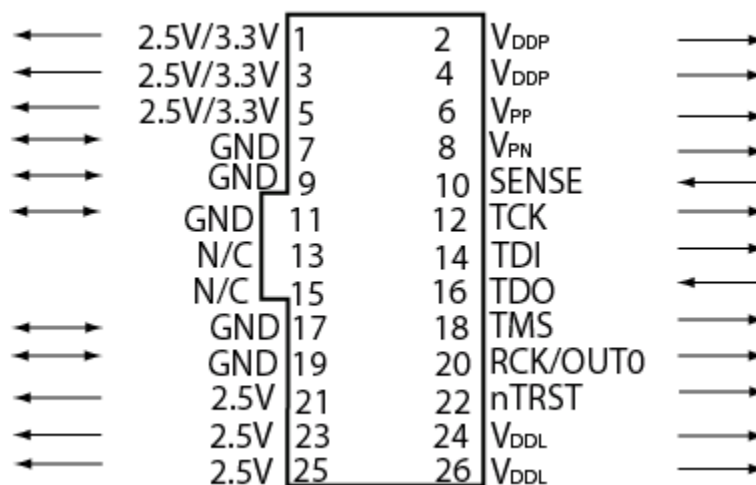 2.5V/3.3V 1 2 VDDP
2.5V/3.3V 3 4 VDDP
2.5V/3.3V 5 6 VPP
GND 7 8 VPN
GND 9 10 SENSE
GND 11 12 TCK
N/C 13 14 TDI
N/C 15 16 TDO
GND 17 18 TMS
GND 19 20 RCK/OUT0
2.5V 21 22 nTRST
2.5V 23 24 VDDL
2.5V 25 26 VDDL